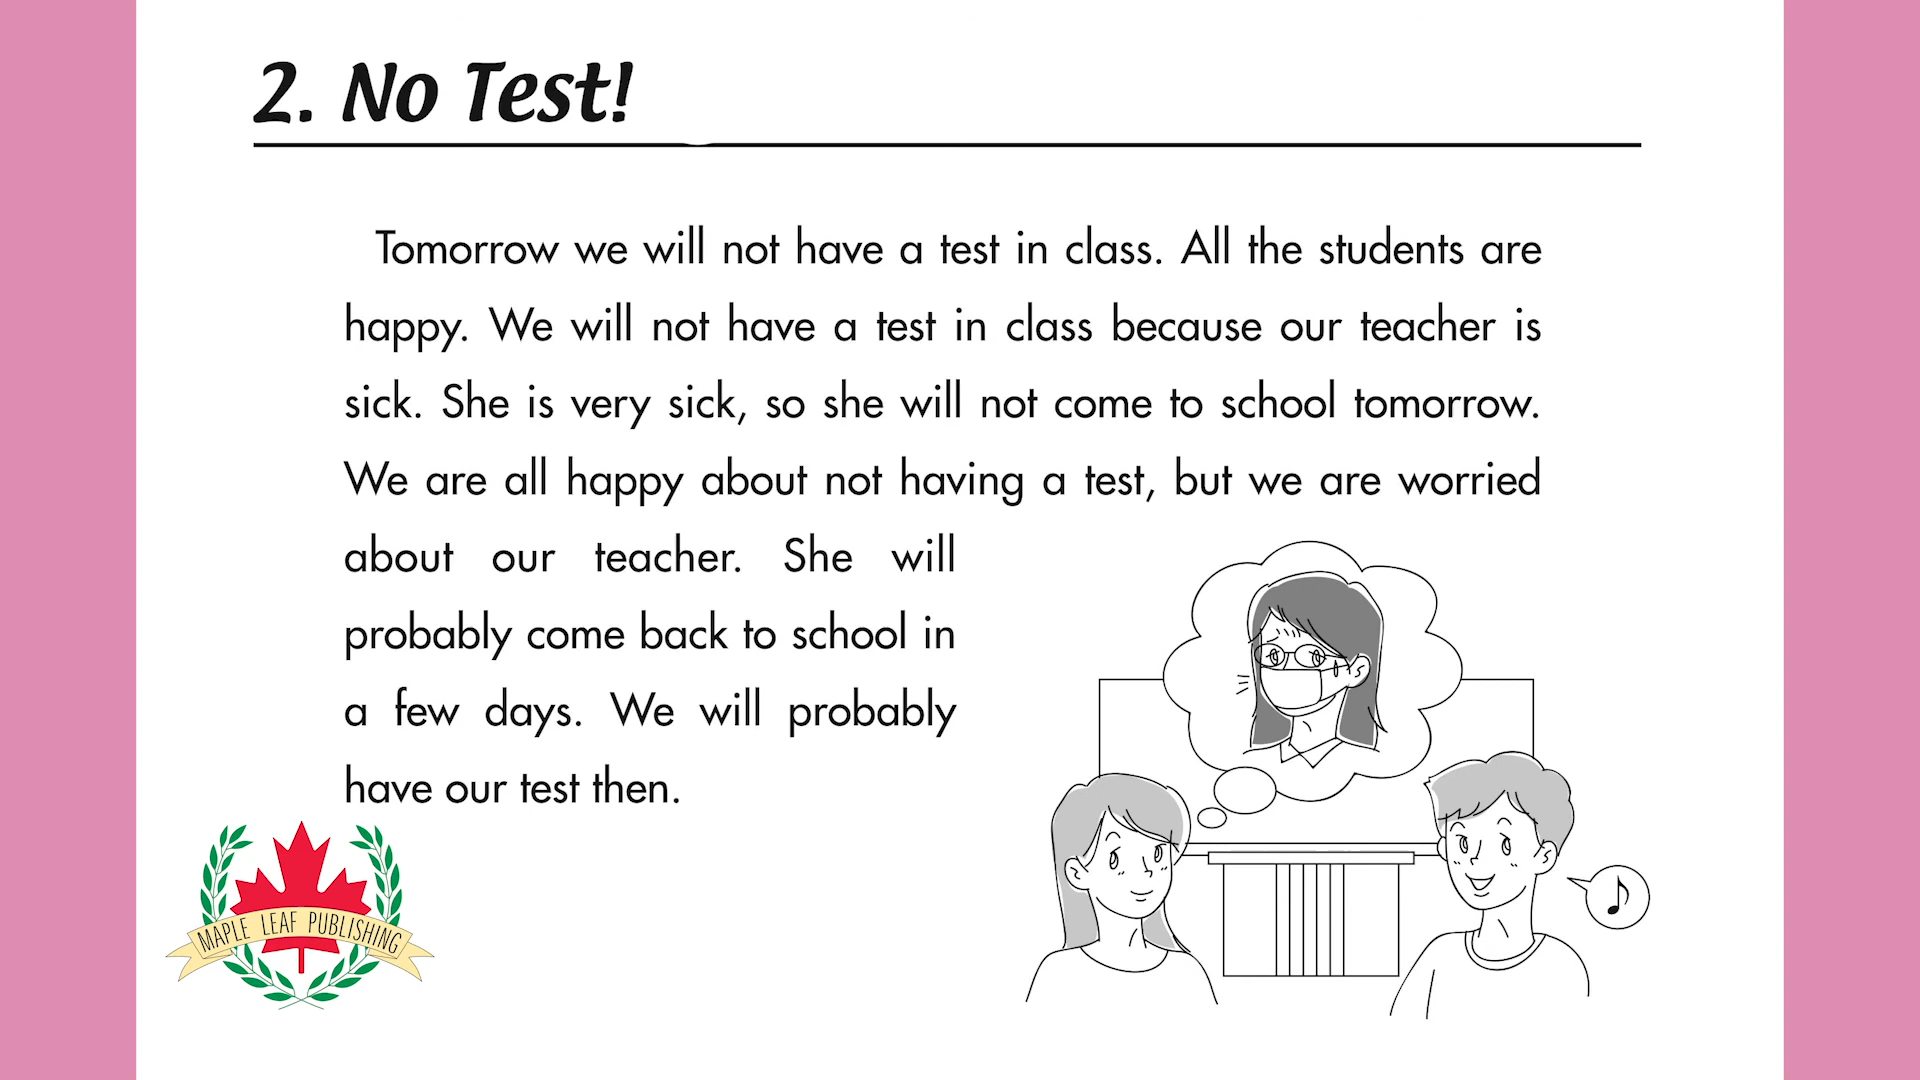 2. No Test!
Tomorrow we will not have a test in class. All the students are
happy. We will not have a test in class because our teacher is
sick. She is very sick, so she will not come to school tomorrow.
We are all happy about not having a test, but we are worried
about our teacher. She will
probably come back to school in
a few days. We will probably
have our test then.
MAPLE LEAF PUBLISHING